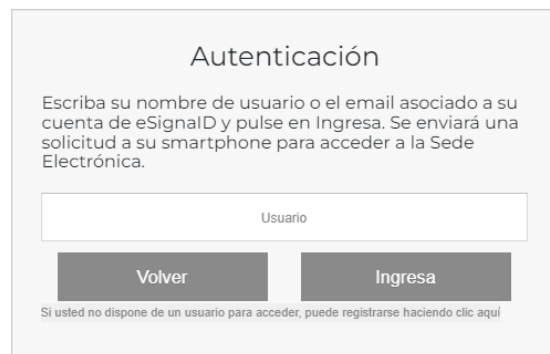 Autenticación
Escriba su nombre de usuario o el email asociado a su
cuenta de eSignaID y pulse en Ingresa. Se enviará una
solicitud a su smartphone para acceder a la Sede
Electrónica.
Usuario
Volver
Ingresa
Si usted no dispone de un usuario para acceder, puede registrarse haciendo clic aquí